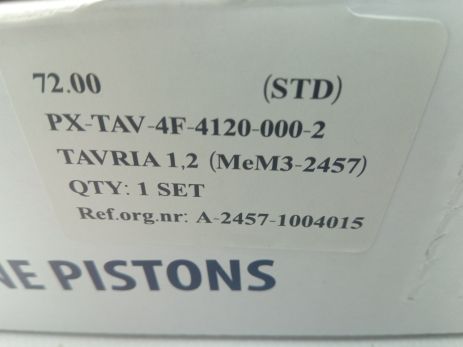 72.00 (STD)
PX-TAV-4F-4120-000-2
TAVRIA 1,2 (MeM3-2457)
QTY: 1 SET
Ref.org.nr: A-2457-1004015
NE PISTONS